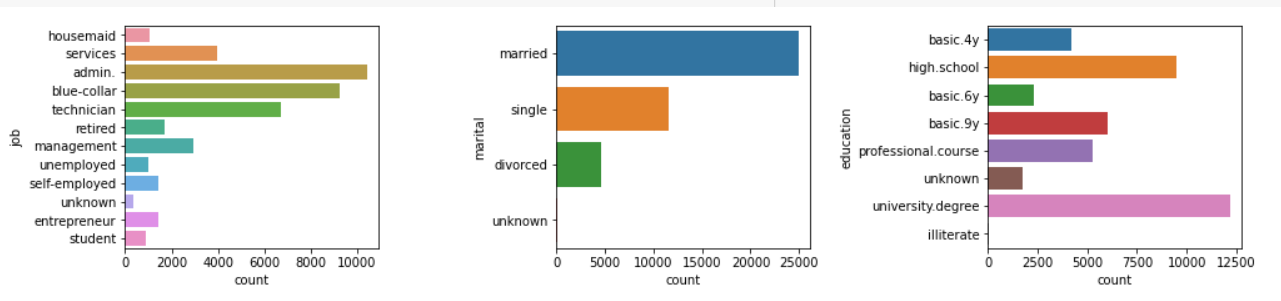 job
housemaid
services
admin.
blue-collar
technician
retired
management
unemployed
self-employed
unknown
entrepreneur
student
0 2000 4000 6000 8000 10000
count
marital
married
single
divorced
unknown
0 5000 10000 15000 20000 25000
count
education
basic.4y
high.school
basic.6y
basic.9y
professional.course
unknown
university.degree
illiterate
0 2500 5000 7500 10000 12500
count